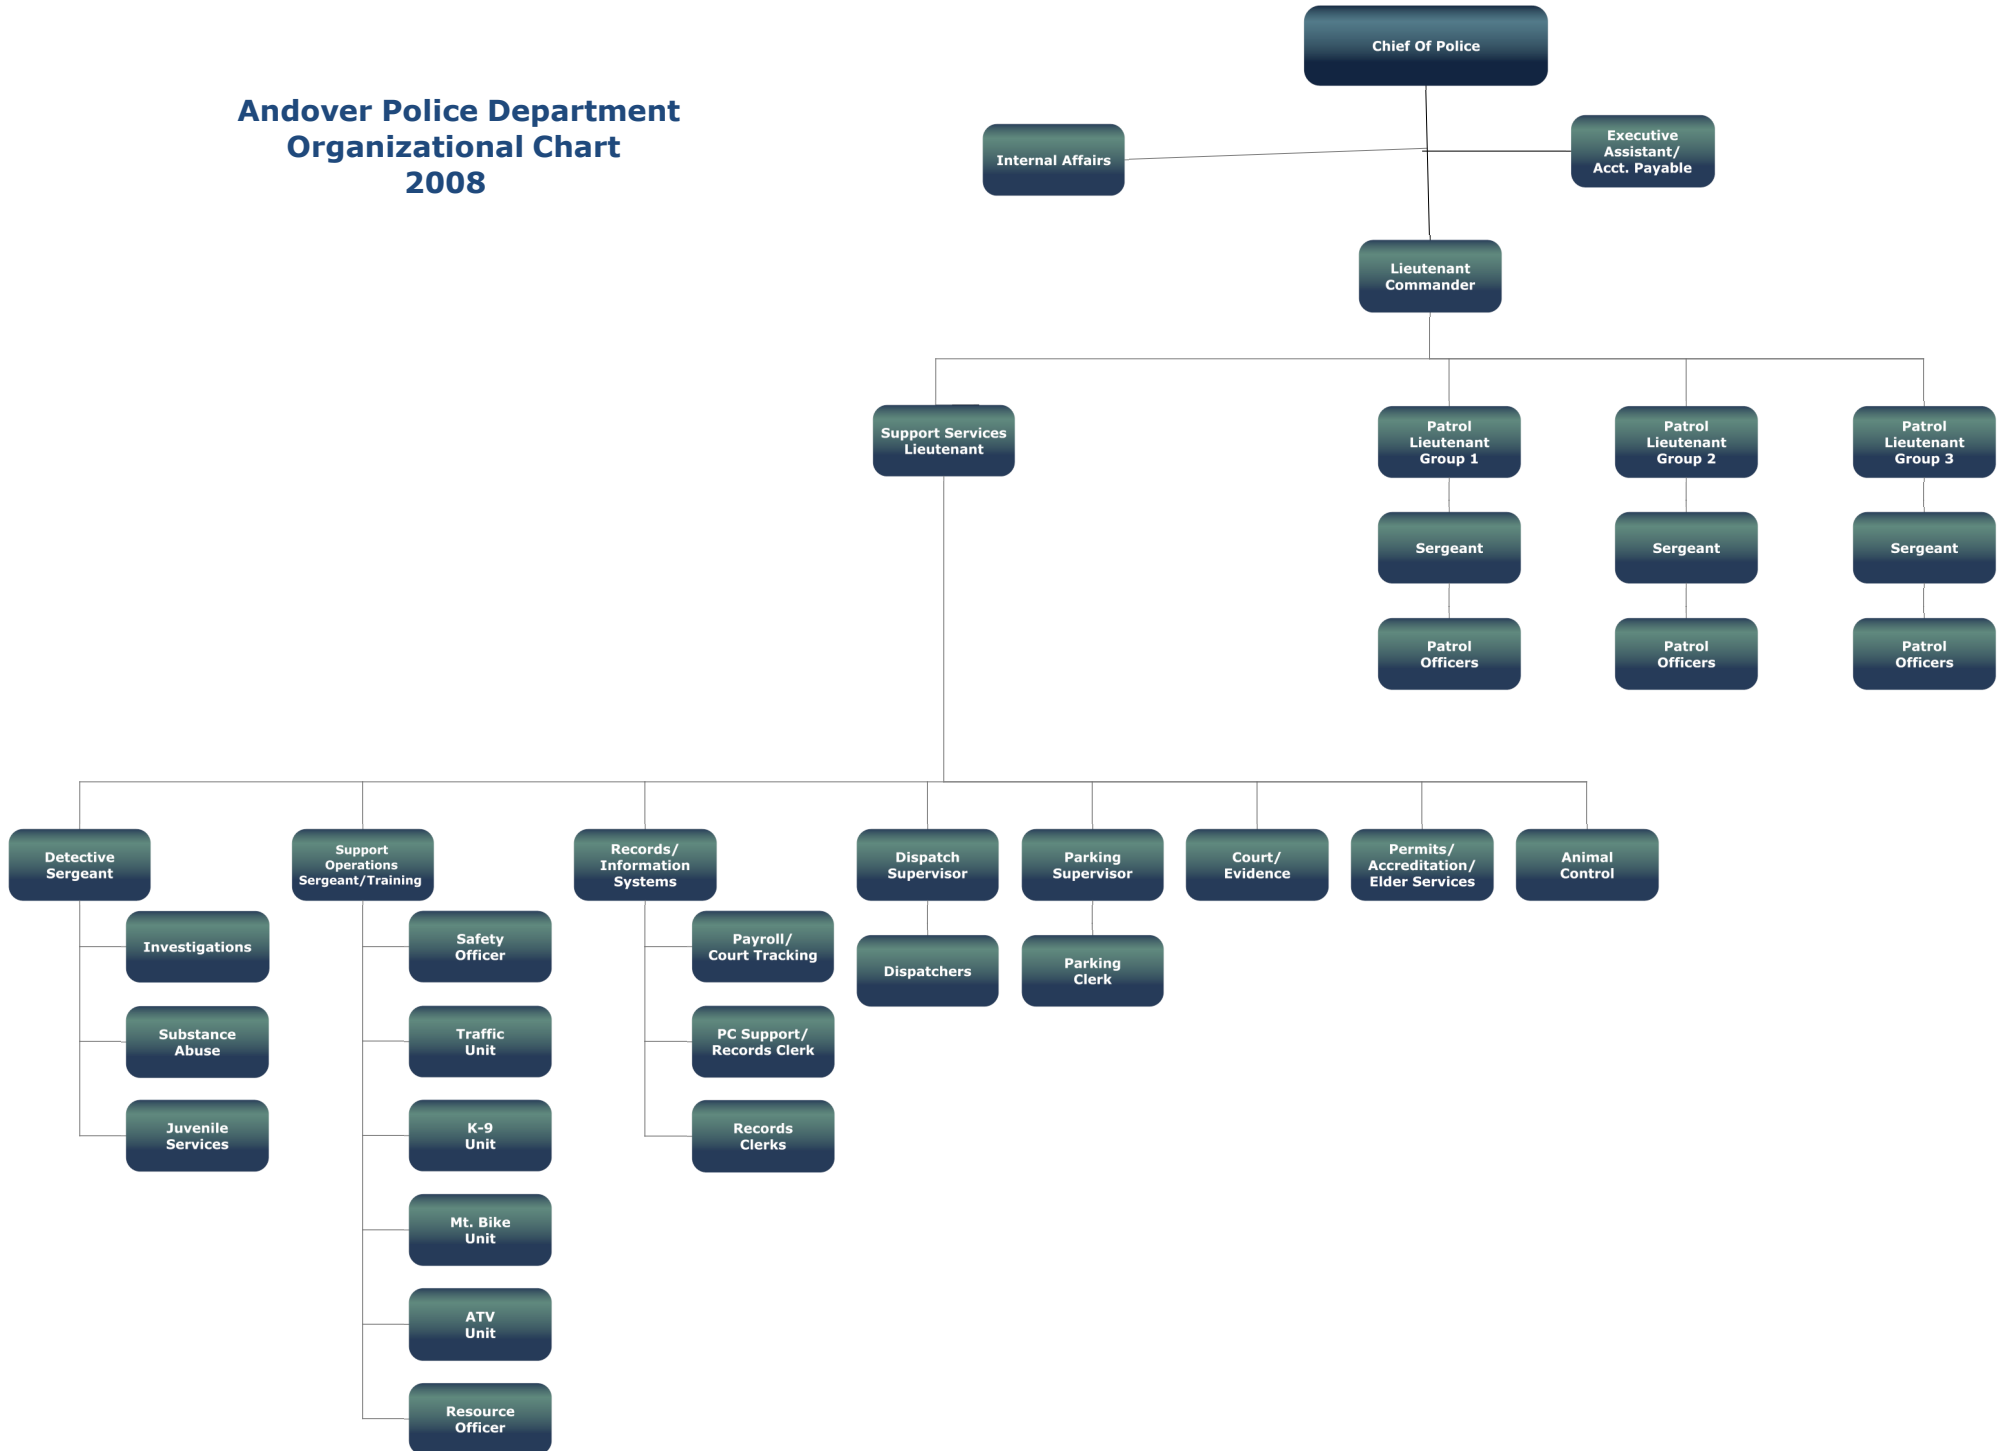 Chief Of Police
Andover Police Department
Organizational Chart
2008
Internal Affairs
Executive
Assistant/
Acct. Payable
Lieutenant
Commander
Support Services
Lieutenant
Patrol
Lieutenant
Group 1
Patrol
Lieutenant
Group 2
Patrol
Lieutenant
Group 3
Sergeant
Sergeant
Sergeant
Patrol
Officers
Patrol
Officers
Patrol
Officers
Detective
Sergeant
Support
Operations
Sergeant/Training
Records/
Information
Systems
Dispatch
Supervisor
Parking
Supervisor
Court/
Evidence
Permits/
Accreditation/
Elder Services
Animal
Control
Investigations
Substance
Abuse
Juvenile
Services
Safety
Officer
Traffic
Unit
K-9
Unit
Mt. Bike
Unit
ATV
Unit
Resource
Officer
Payroll/
Court Tracking
PC Support/
Records Clerk
Records
Clerks
Dispatchers
Parking
Clerk